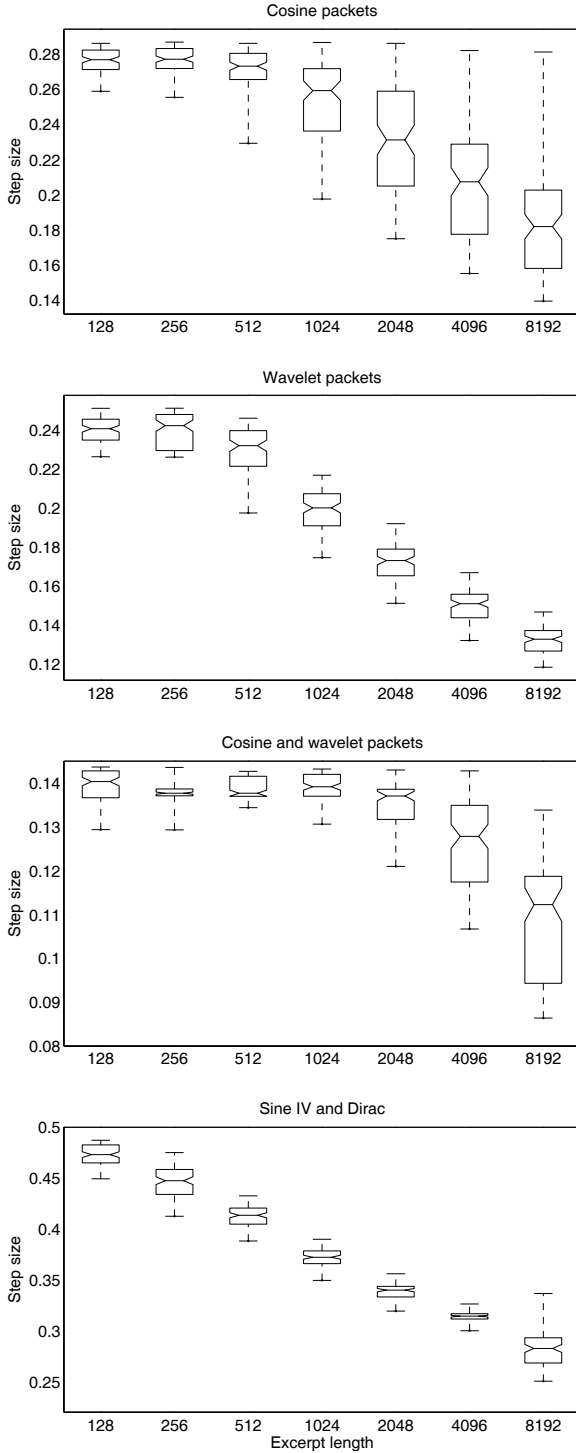 Cosine packets
0.28
0.26
0.24
0.22
0.2
0.18
0.16
0.14
Step size
128 256 512 1024 2048 4096 8192
Wavelet packets
0.24
0.22
0.2
0.18
0.16
0.14
0.12
Step size
128 256 512 1024 2048 4096 8192
Cosine and wavelet packets
0.14
0.13
0.12
0.11
0.1
0.09
0.08
Step size
128 256 512 1024 2048 4096 8192
Sine IV and Dirac
0.5
0.45
0.4
0.35
0.3
0.25
Step size
128 256 512 1024 2048 4096 8192
Excerpt length